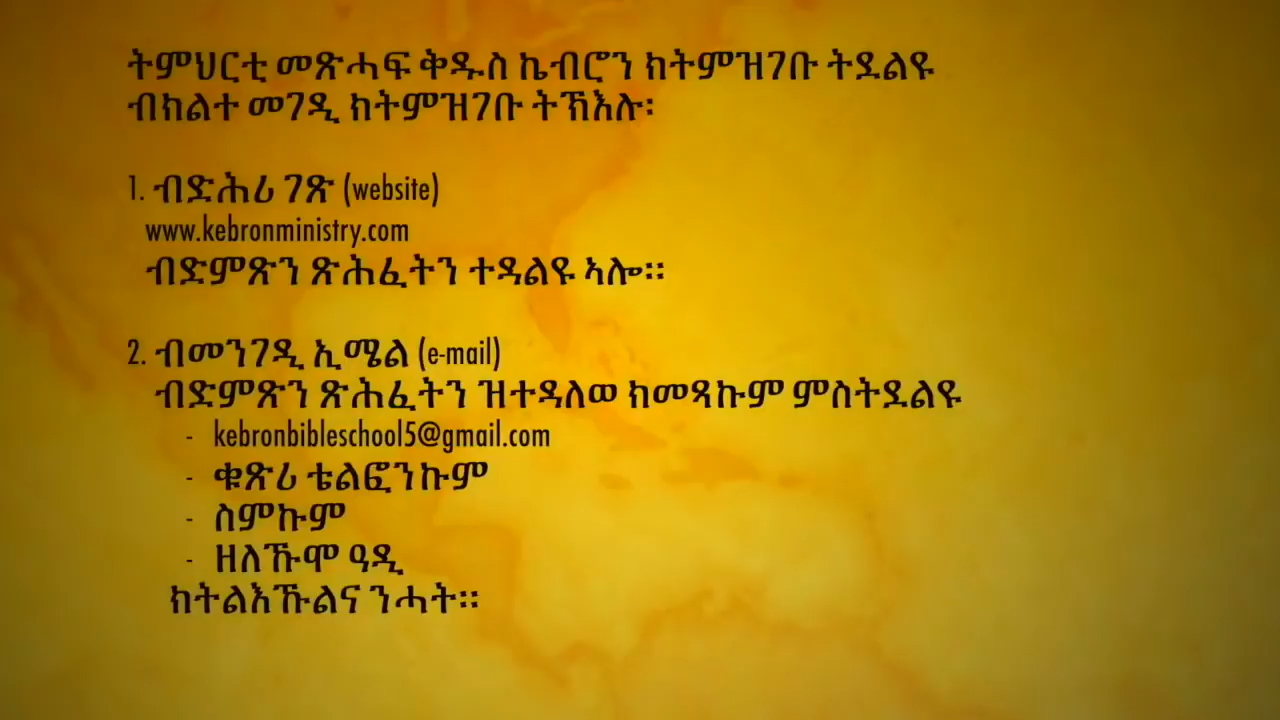 ትምህርቲ መጽሓፍ ቅዱስ ኬብሮን ክትምዝገቡ ትደልዩ
ብክልተ መገዲ ክትምዝገቡ ትኽእሉ፡
1. ብድሕሪ ገጽ (website)
www.kebronministry.com
ብድምጽን ጽሕፈትን ተዳልዩ ኣሎ፡፡
2. ብመንገዲ ኢሜል (e-mail)
ብድምጽን ጽሕፈትን ዝተዳለወ ክመጻኩም ምስትደልዩ
- kebronbibleschool5@gmail.com
- ቁጽሪ ቴልፎንኩም
- ስምኩም
- ዘለኹሞ ዓዲ
ክትልእኹልና ንሓት፡፡